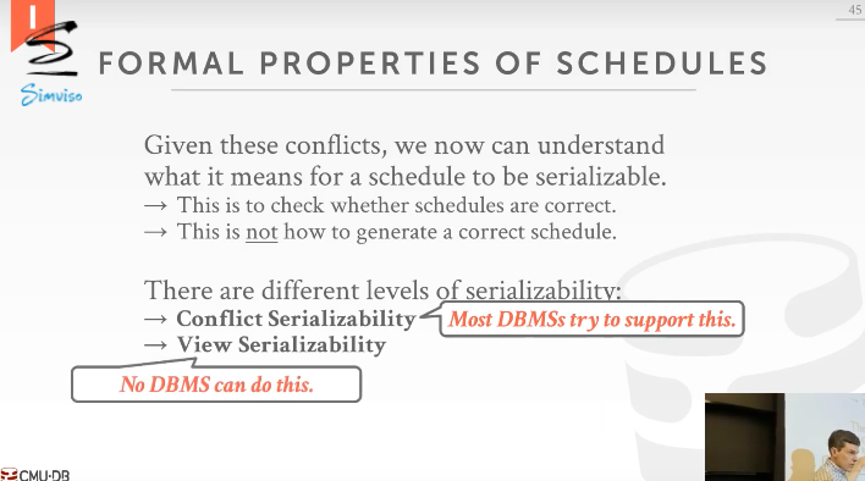 45
I
Simviso
FORMAL PROPERTIES OF SCHEDULES
Given these conflicts, we now can understand
what it means for a schedule to be serializable.
→ This is to check whether schedules are correct.
→ This is not how to generate a correct schedule.
There are different levels of serializability:
→ Conflict Serializability
Most DBMSs try to support this.
→ View Serializability
No DBMS can do this.
CMU·DB